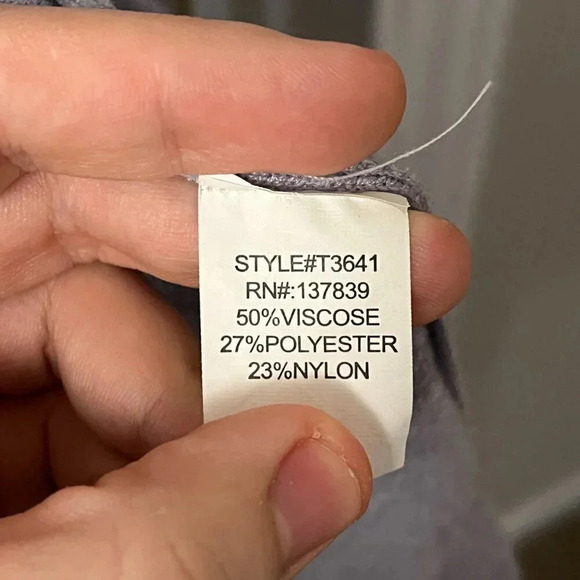 STYLE#T3641
RN#:137839
50%VISCOSE
27%POLYESTER
23%NYLON